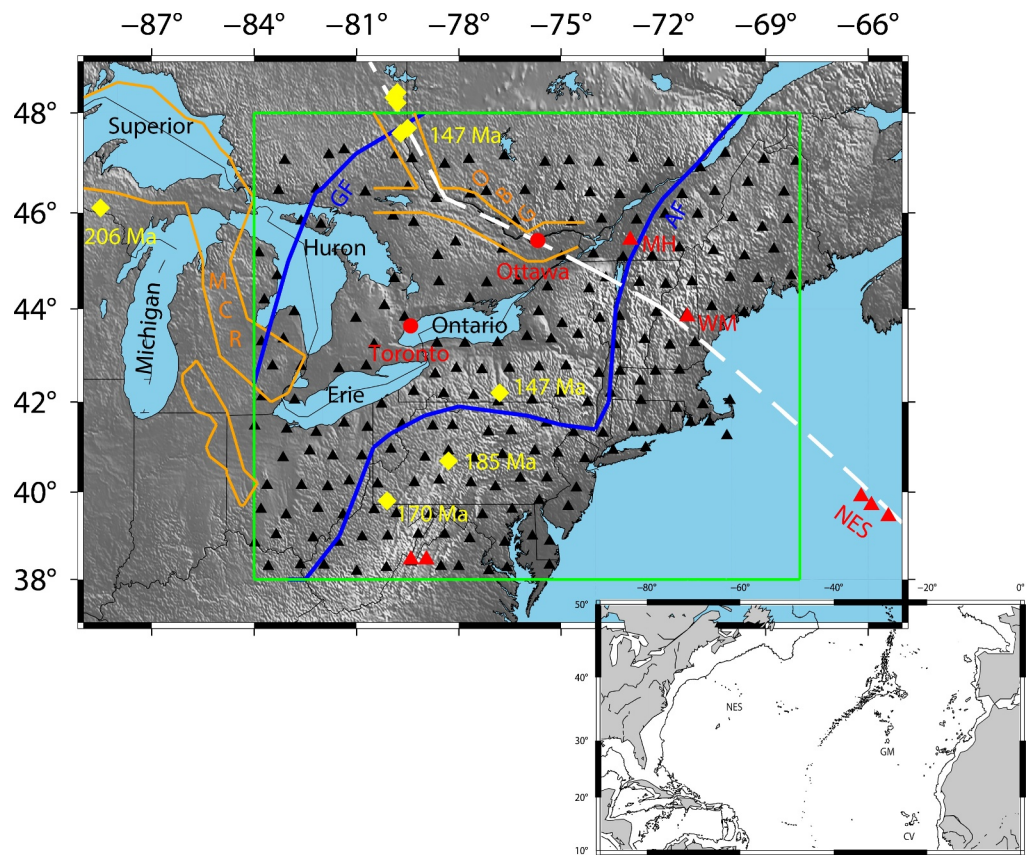 −87° −84° −81° −78° −75° −72° −69° −66°
48°
46°
44°
42°
40°
38°
Superior
147 Ma
O B G
GF
AF
206 Ma
Huron
MH
Ottawa
M
C
R
Michigan
Ontario
WM
Toronto
Erie
147 Ma
185 Ma
170 Ma
NES
−80° −60° −40° −20° 0°
50°
40°
30°
20°
10°
NES
GM
CV